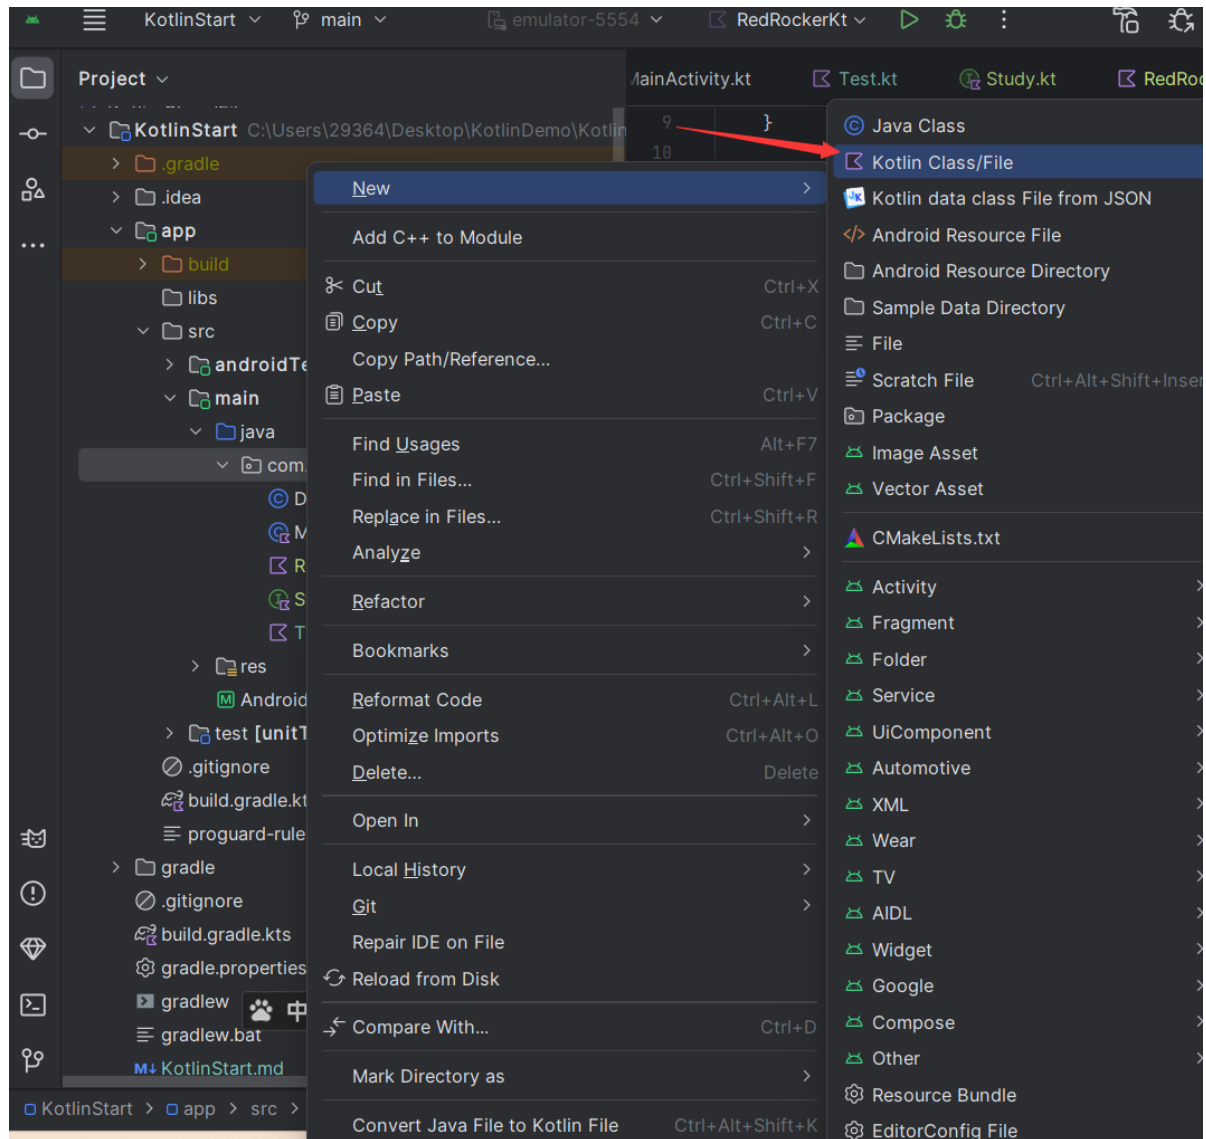 KotlinStart main emulator-5554 RedRockerKt
Project
MainActivity.kt Test.kt Study.kt RedRoc
KotlinStart C:\Users\29364\Desktop\KotlinDemo\Kotlin
.gradle
.idea
app
build
libs
src
androidTe
main
java
com.
D
M
R
S
T
res
Android
test [unitT
.gitignore
build.gradle.kt
proguard-rule
gradle
.gitignore
build.gradle.kts
gradle.properties
gradlew
gradlew.bat
KotlinStart.md
中
KotlinStart > app > src >
9 }
10
New
Add C++ to Module
Cut Ctrl+X
Copy Ctrl+C
Copy Path/Reference...
Paste Ctrl+V
Find Usages Alt+F7
Find in Files... Ctrl+Shift+F
Replace in Files... Ctrl+Shift+R
Analyze
Refactor
Bookmarks
Reformat Code Ctrl+Alt+L
Optimize Imports Ctrl+Alt+O
Delete... Delete
Open In
Local History
Git
Repair IDE on File
Reload from Disk
Compare With... Ctrl+D
Mark Directory as
Convert Java File to Kotlin File Ctrl+Alt+Shift+K
Java Class
Kotlin Class/File
Kotlin data class File from JSON
Android Resource File
Android Resource Directory
Sample Data Directory
File
Scratch File Ctrl+Alt+Shift+Inser
Package
Image Asset
Vector Asset
CMakeLists.txt
Activity
Fragment
Folder
Service
UiComponent
Automotive
XML
Wear
TV
AIDL
Widget
Google
Compose
Other
Resource Bundle
EditorConfig File